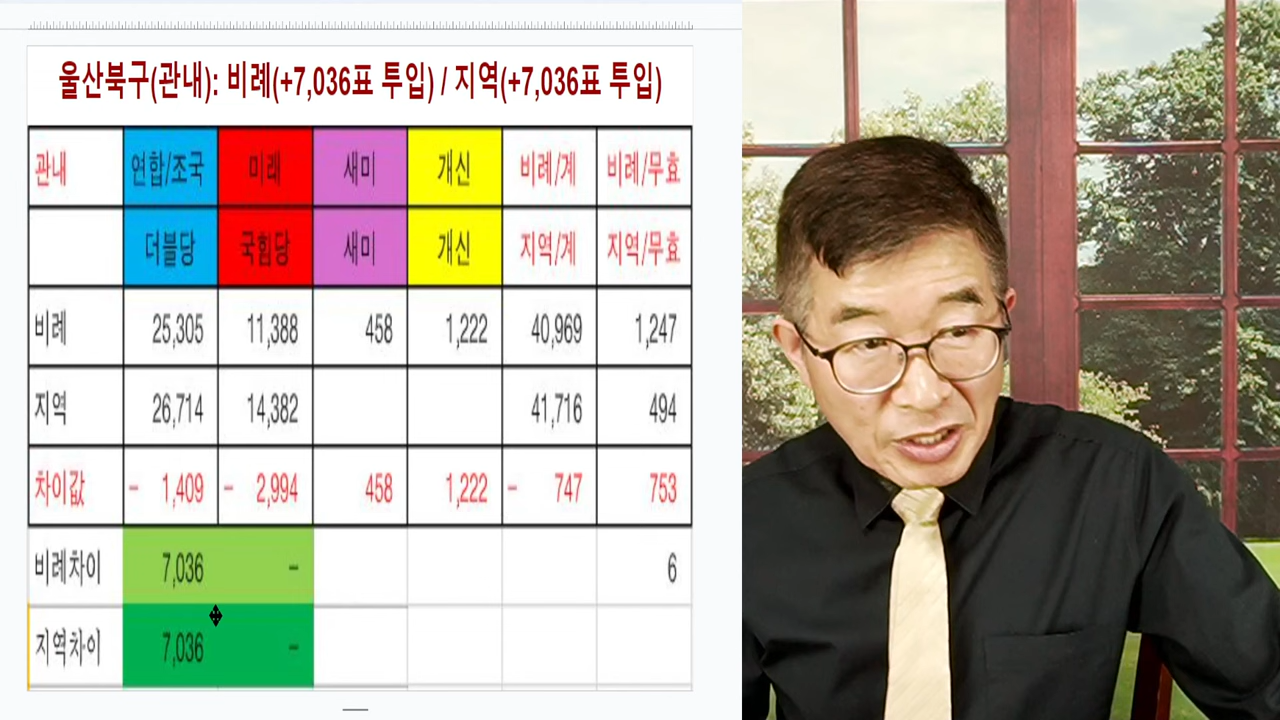 울산북구(관내): 비례(+7,036표 투입) / 지역(+7,036표 투입)
관내 연합/조국 미래 새미 개신 비례/계 비례/무효
더블당 국힘당 새미 개신 지역/계 지역/무효
비례 25,305 11,388 458 1,222 40,969 1,247
지역 26,714 14,382 41,716 494
차이값 - 1,409 - 2,994 458 1,222 - 747 753
비례차이 7,036 - 6
지역차이 7,036 -